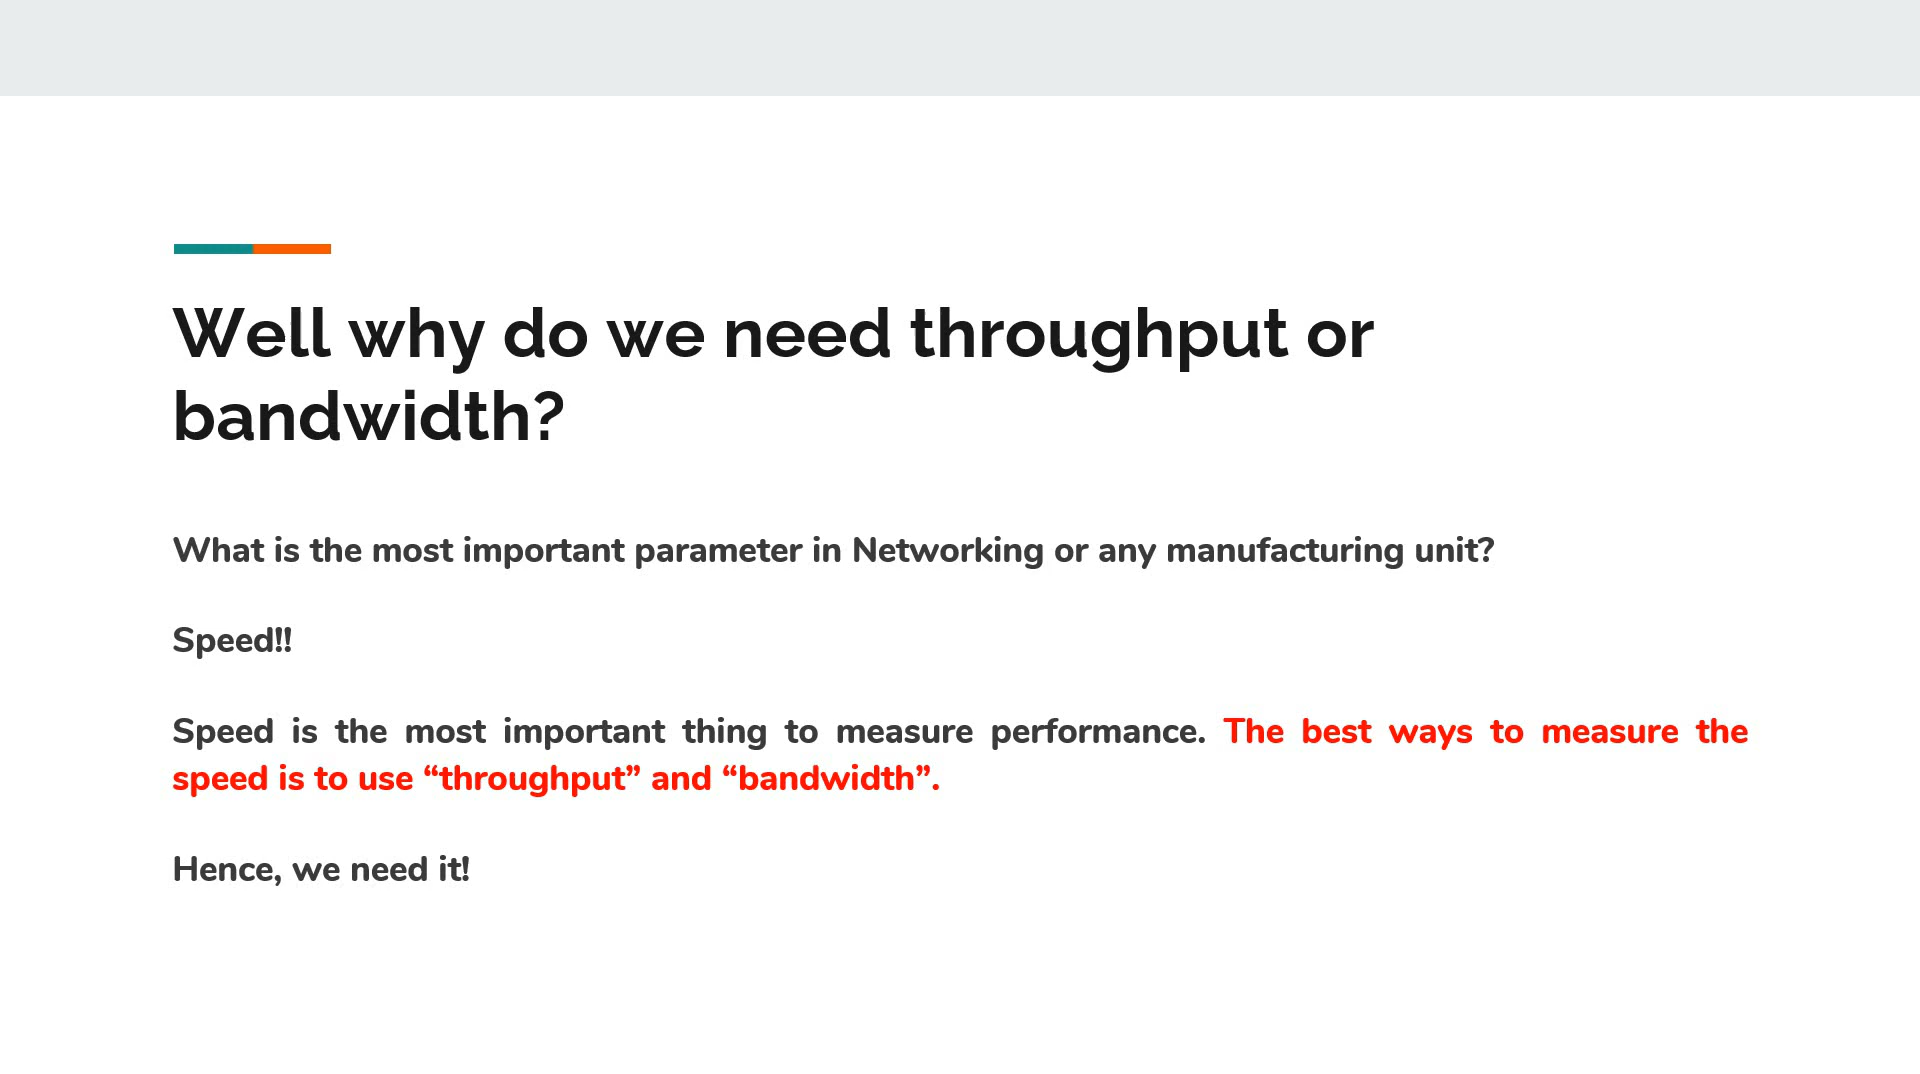 Well why do we need throughput or
bandwidth?
What is the most important parameter in Networking or any manufacturing unit?
Speed!!
Speed is the most important thing to measure performance. The best ways to measure the
speed is to use “throughput” and “bandwidth”.
Hence, we need it!